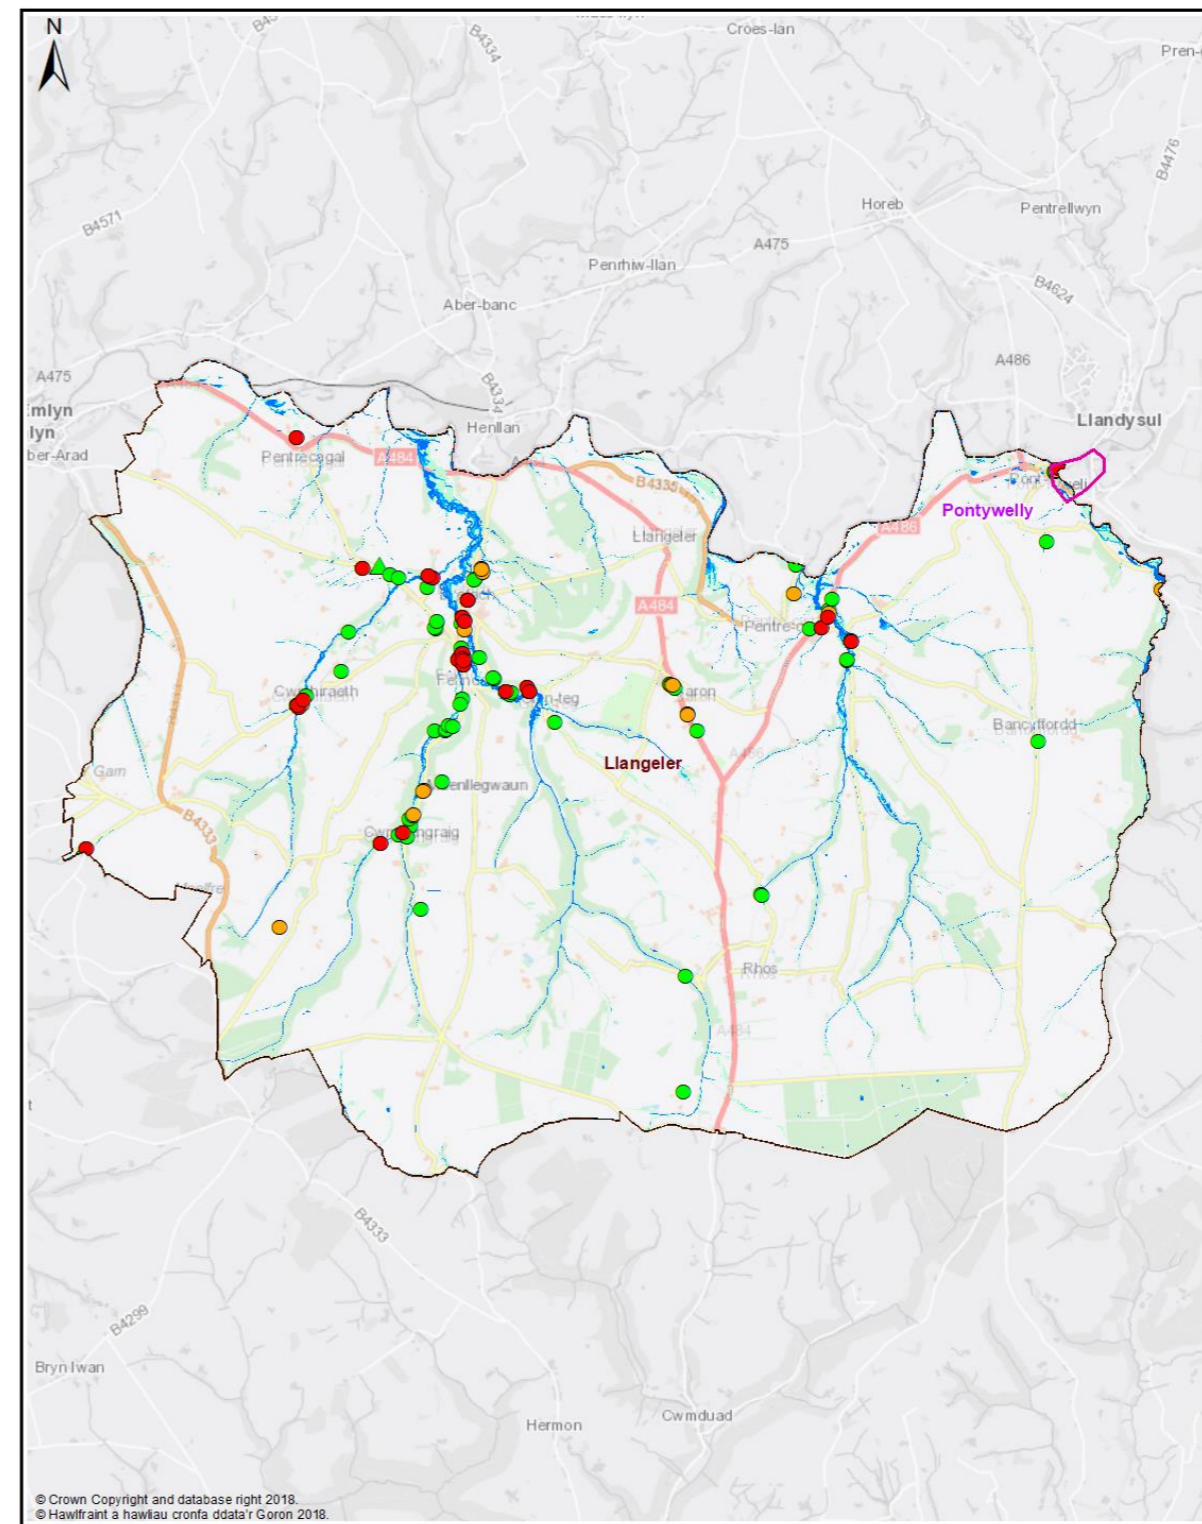 N
B4334
Croes-lan
B4476
B4571
Horeb
Pentrellwyn
A475
Penrhiw-llan
B4624
Aber-banc
A486
A475
B4334
Llandysul
Henllan
Pentrecagal
A484
B4335
Pontywelly
Llangeler
A486
A484
Bancyffordd
A486
Llangeler
B4333
Rhos
A484
B4333
B4299
Bryn Iwan
Cwmduad
Hermon
© Crown Copyright and database right 2018.
© Hawlfraint a hawliau cronfa ddata'r Goron 2018.